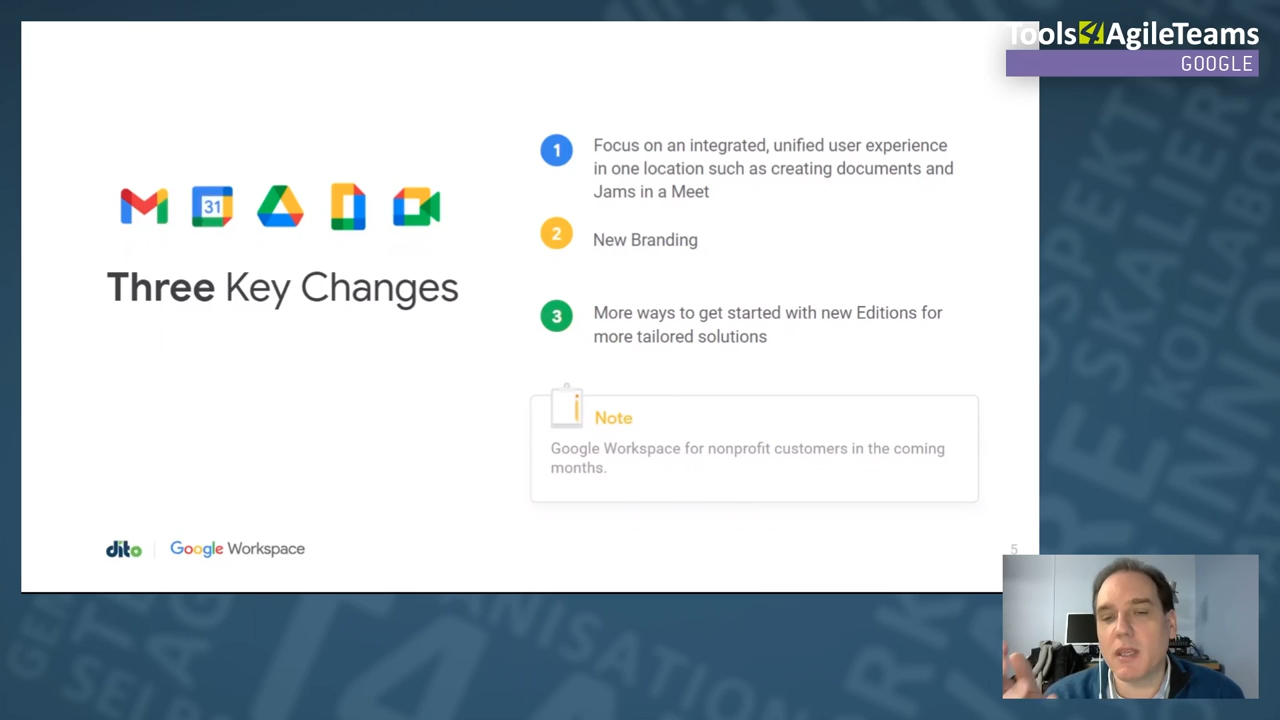 Tools4AgileTeams
GOOGLE
31
Three Key Changes
1
Focus on an integrated, unified user experience
in one location such as creating documents and
Jams in a Meet
2
New Branding
3
More ways to get started with new Editions for
more tailored solutions
i
Note
Google Workspace for nonprofit customers in the coming
months.
dito
Google Workspace
5